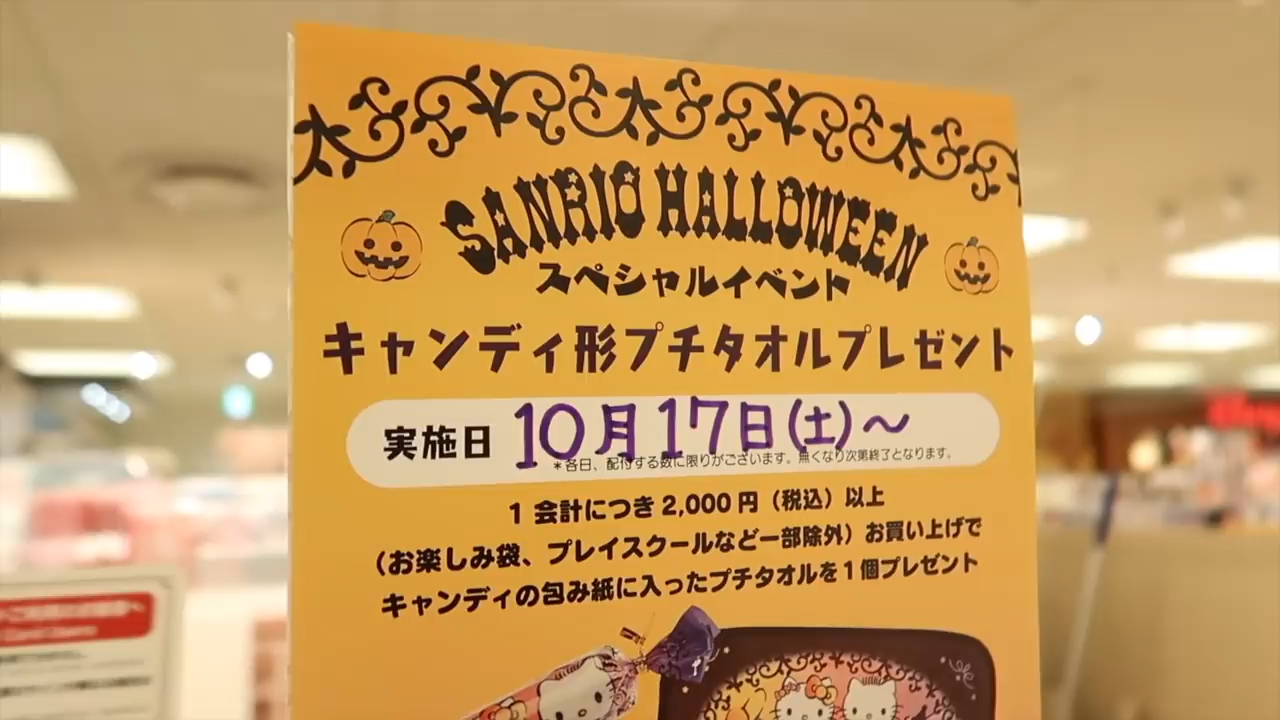 SANRIO HALLOWEEN
スペシャルイベント
キャンディ形プチタオルプレゼント
実施日 10月17日(土)～
＊各日、配付する数に限りがございます。無くなり次第終了となります。
1会計につき2,000円（税込）以上
（お楽しみ袋、プレイスクールなど一部除外）お買い上げで
キャンディの包み紙に入ったプチタオルを1個プレゼント